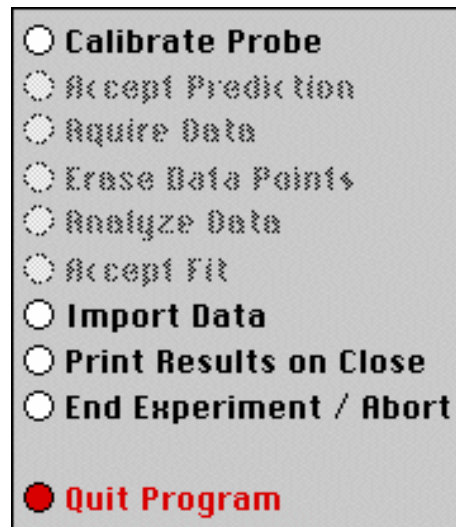 Calibrate Probe
Accept Prediction
Aquire Data
Erase Data Points
Analyze Data
Accept Fit
Import Data
Print Results on Close
End Experiment / Abort
Quit Program